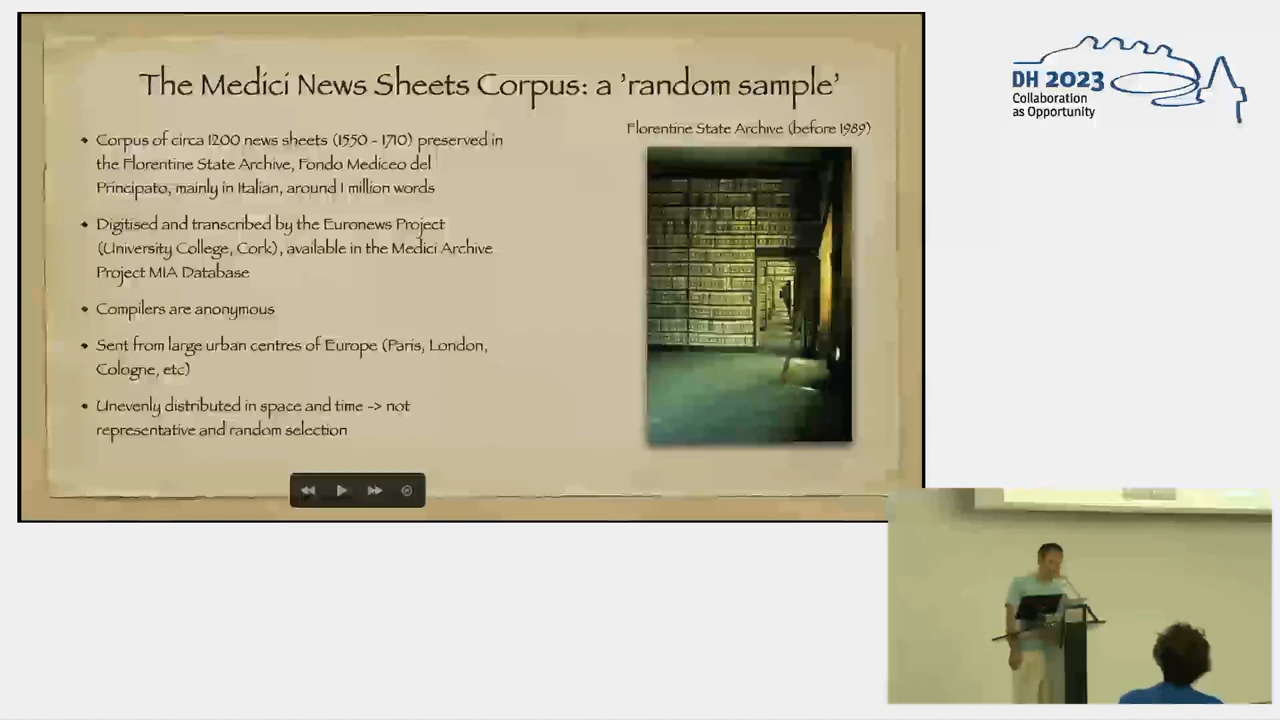 The Medici News Sheets Corpus: a 'random sample'
• Corpus of circa 1200 news sheets (1550 - 1710) preserved in
the Florentine State Archive, Fondo Mediceo del
Principato, mainly in Italian, around 1 million words
• Digitised and transcribed by the Euronews Project
(University College, Cork), available in the Medici Archive
Project MIA Database
• Compilers are anonymous
• Sent from large urban centres of Europe (Paris, London,
Cologne, etc)
• Unevenly distributed in space and time -> not
representative and random selection
Florentine State Archive (before 1989)
DH 2023
Collaboration
as Opportunity